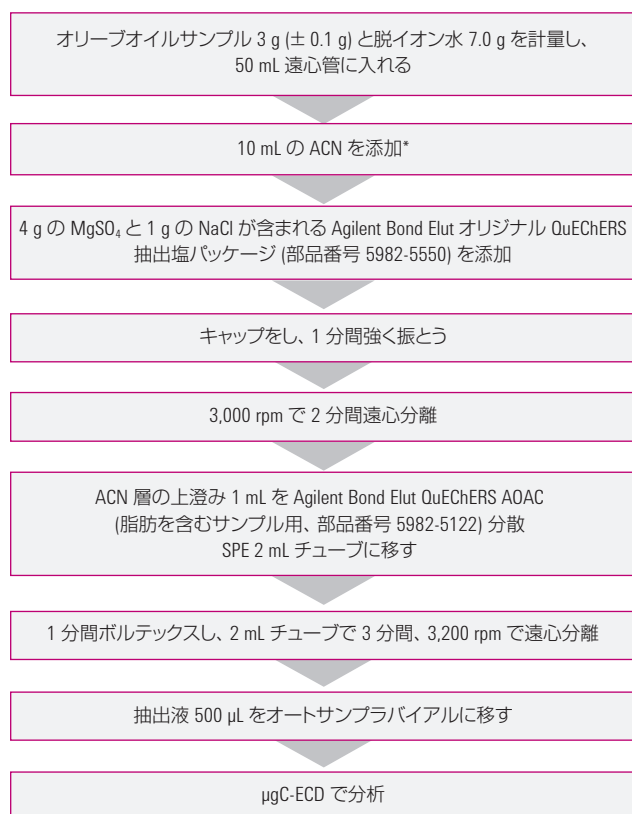 オリーブオイルサンプル 3 g (± 0.1 g) と脱イオン水 7.0 g を計量し、
50 mL 遠心管に入れる
10 mL の ACN を添加*
4 g の MgSO₄ と 1 g の NaCl が含まれる Agilent Bond Elut オリジナル QuEChERS
抽出塩パッケージ (部品番号 5982-5550) を添加
キャップをし、1 分間強く振とう
3,000 rpm で 2 分間遠心分離
ACN 層の上澄み 1 mL を Agilent Bond Elut QuEChERS AOAC
(脂肪を含むサンプル用、部品番号 5982-5122) 分散
SPE 2 mL チューブに移す
1 分間ボルテックスし、2 mL チューブで 3 分間、3,200 rpm で遠心分離
抽出液 500 µL をオートサンプラバイアルに移す
µgC-ECD で分析